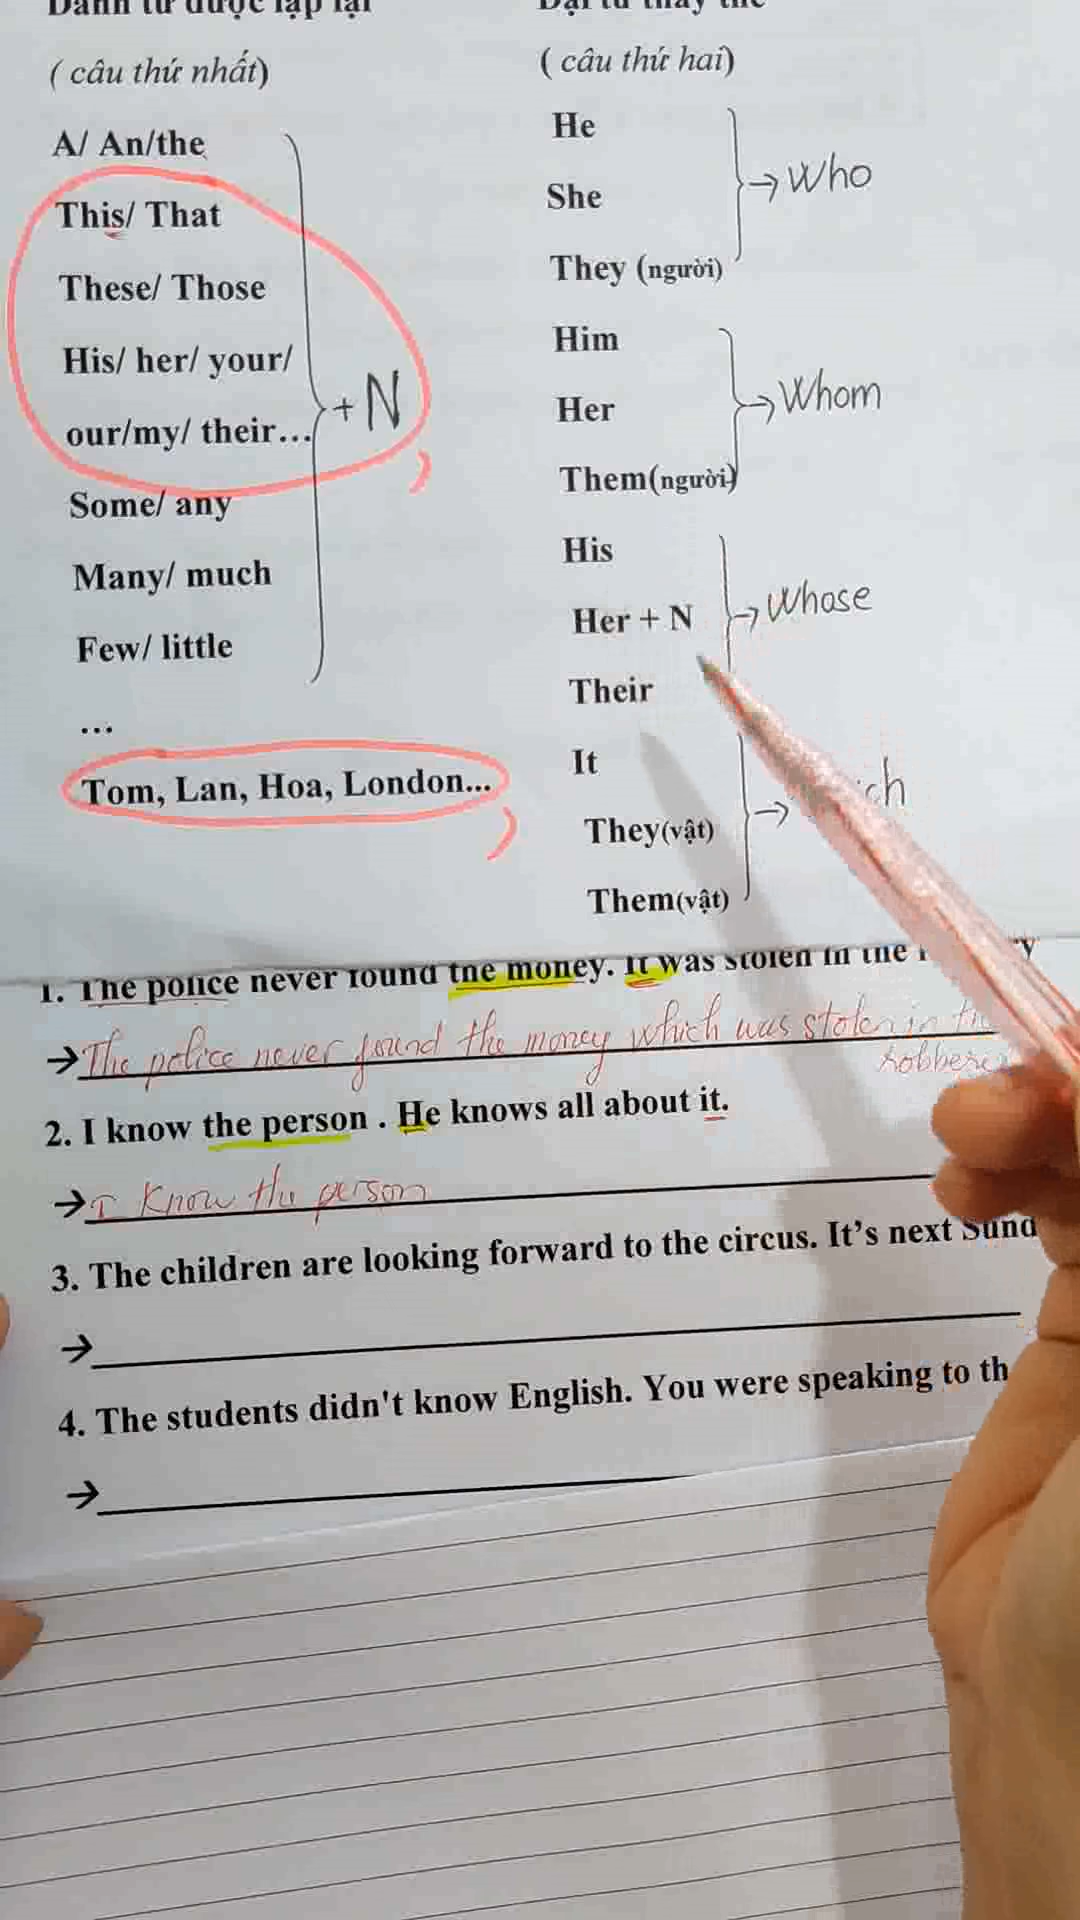 ( câu thứ nhất)
( câu thứ hai)
A/ An/the
He
→ Who
This/ That
She
These/ Those
They (người)
His/ her/ your/
Him
+ N
→ Whom
our/my/ their...
Her
Some/ any
Them(người)
Many/ much
His
Few/ little
Her + N
→ Whose
Their
...
It
Tom, Lan, Hoa, London...
They(vật)
→
Them(vật)
1. The police never found the money. It was stolen in the
→ The police never found the money which was stolen in
2. I know the person . He knows all about it.
→ I know the person
3. The children are looking forward to the circus. It's next
→
4. The students didn't know English. You were speaking to
→